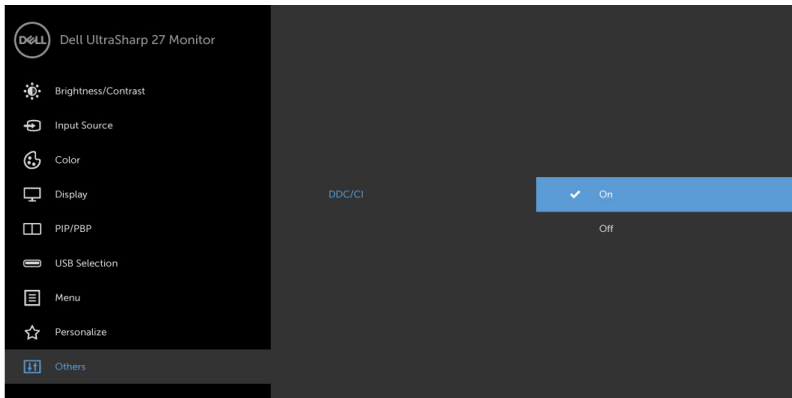 DELL
Dell UltraSharp 27 Monitor
Brightness/Contrast
Input Source
Color
Display
DDC/CI
On
PIP/PBP
Off
USB Selection
Menu
Personalize
Others